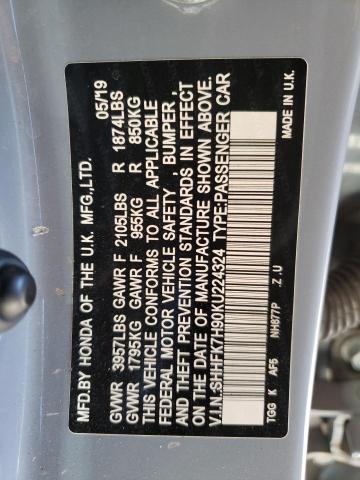 MFD.BY HONDA OF THE U.K. MFG.,LTD. 05/19
GVWR 3957LBS GAWR F 2105LBS R 1874LBS
GVWR 1795KG GAWR F 955KG R 850KG
THIS VEHICLE CONFORMS TO ALL APPLICABLE
FEDERAL MOTOR VEHICLE SAFETY , BUMPER ,
AND THEFT PREVENTION STANDARDS IN EFFECT
ON THE DATE OF MANUFACTURE SHOWN ABOVE.
V.I.N.:SHHFK7H90KU224324 TYPE:PASSENGER CAR
TGG K AF5 NH877P .Z .U MADE IN U.K.